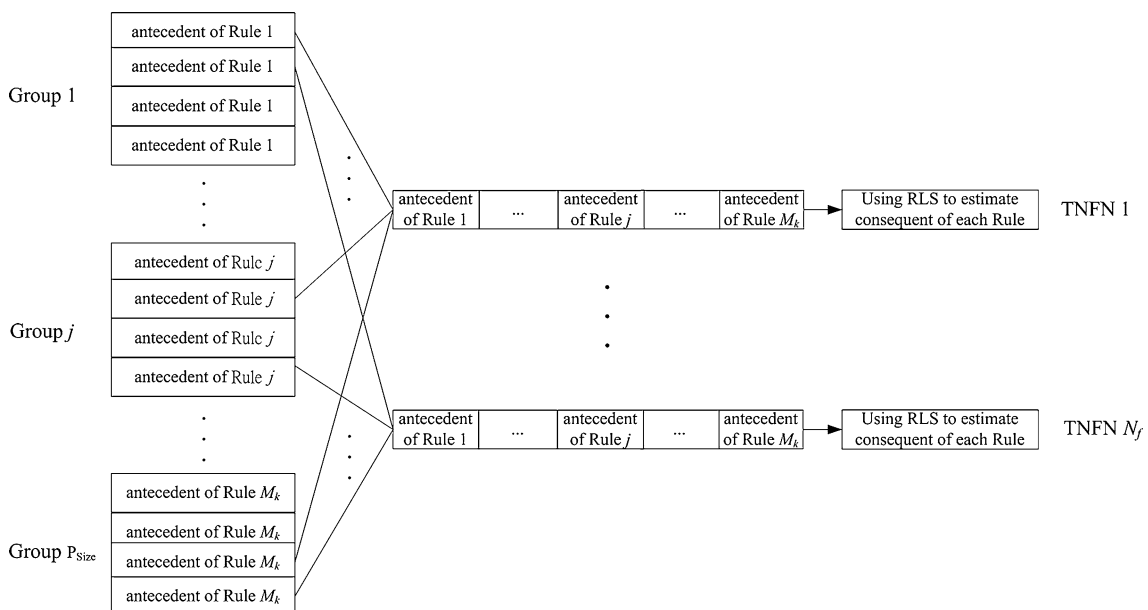 antecedent of Rule 1
antecedent of Rule 1
Group 1
antecedent of Rule 1
antecedent of Rule 1
antecedent of Rule 1
...
antecedent of Rule j
...
antecedent of Rule Mk
Using RLS to estimate
consequent of each Rule
TNFN 1
antecedent of Rulc j
antecedent of Rule j
Group j
antecedent of Rulc j
antecedent of Rule j
antecedent of Rule 1
...
antecedent of Rule j
...
antecedent of Rule Mk
Using RLS to estimate
consequent of each Rule
TNFN Nf
antecedent of Rule Mk
antecedent of Rule Mk
Group PSize
antecedent of Rule Mk
antecedent of Rule Mk